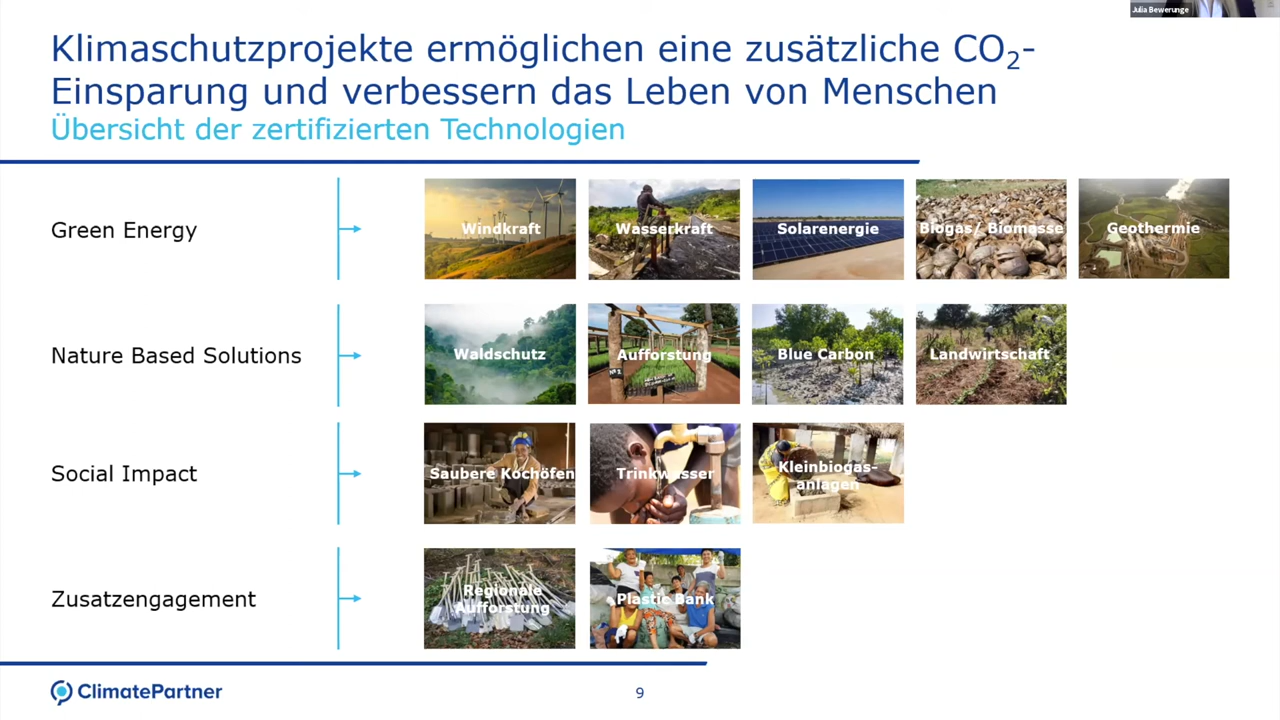 Julia Bewerunge
Klimaschutzprojekte ermöglichen eine zusätzliche CO₂-
Einsparung und verbessern das Leben von Menschen
Übersicht der zertifizierten Technologien
Green Energy
Windkraft
Wasserkraft
Solarenergie
Biogas/ Biomasse
Geothermie
Nature Based Solutions
Waldschutz
Aufforstung
Blue Carbon
Landwirtschaft
Social Impact
Saubere Kochöfen
Trinkwasser
Kleinbiogas-
anlagen
Zusatzengagement
Regionale
Aufforstung
Plastic Bank
ClimatePartner
9